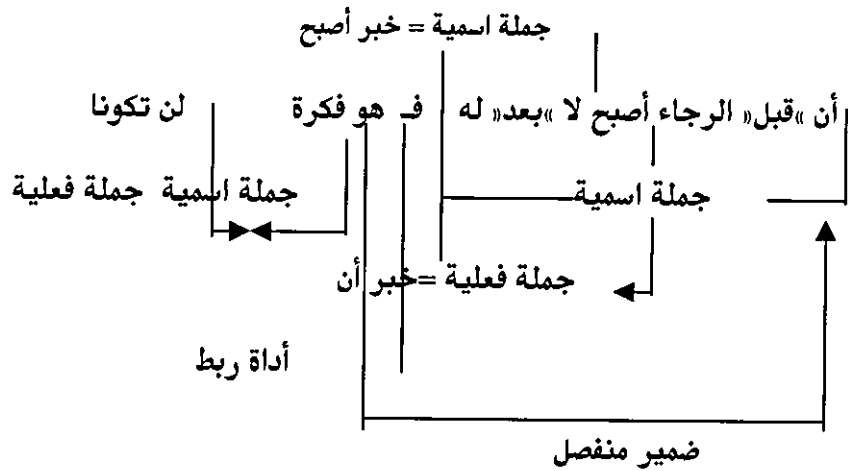 جملة اسمية = خبر أصبح
أن »قبل« الرجاء أصبح لا »بعد« له فـ هو فكرة لن تكونا
جملة اسمية جملة اسمية جملة فعلية
جملة فعلية =خبر أن
أداة ربط
ضمير منفصل